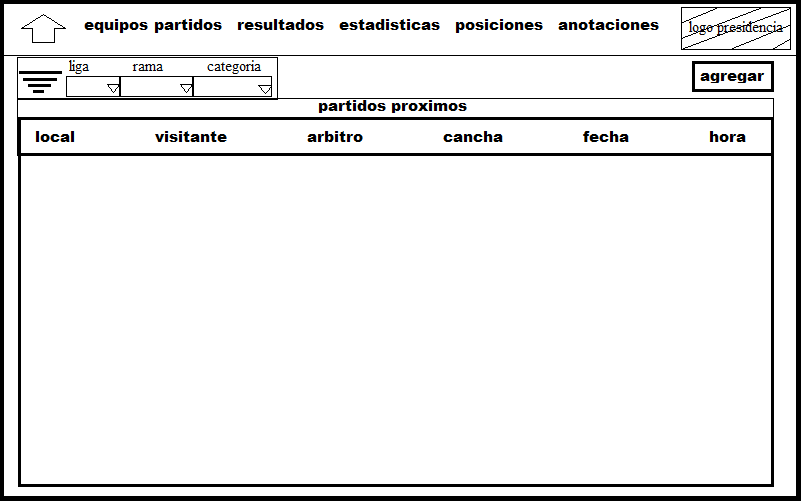 equipos partidos resultados estadisticas posiciones anotaciones logo presidencia
liga rama categoria
agregar
partidos proximos
local visitante arbitro cancha fecha hora